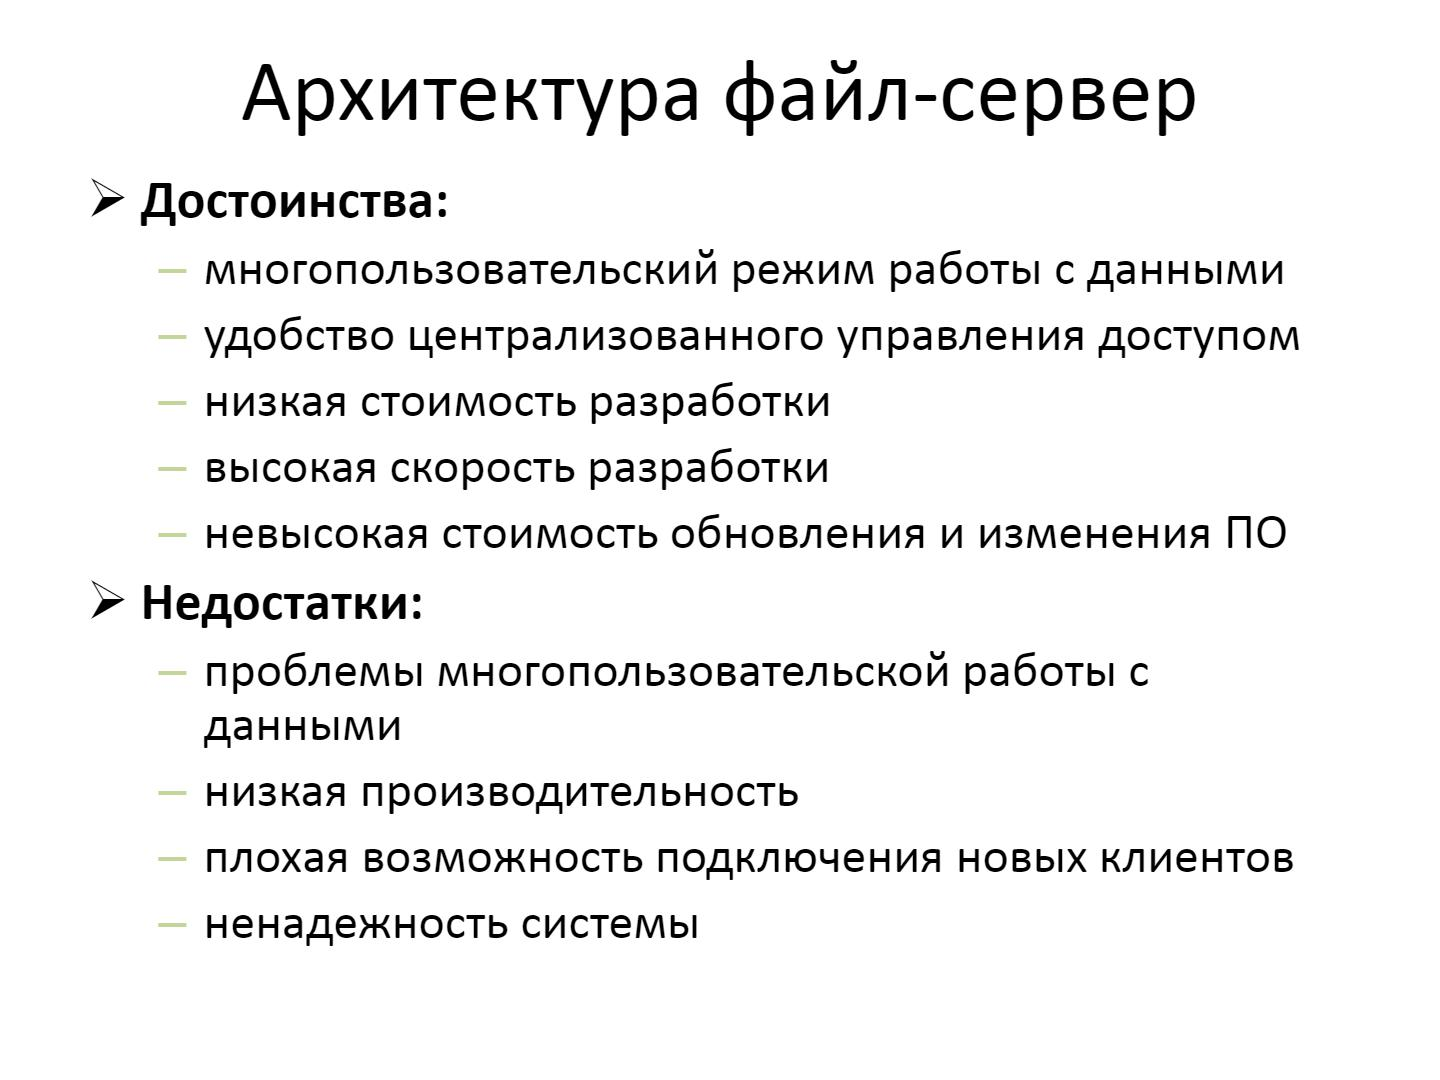 Архитектура файл-сервер
➢ Достоинства:
– многопользовательский режим работы с данными
– удобство централизованного управления доступом
– низкая стоимость разработки
– высокая скорость разработки
– невысокая стоимость обновления и изменения ПО
➢ Недостатки:
– проблемы многопользовательской работы с
данными
– низкая производительность
– плохая возможность подключения новых клиентов
– ненадежность системы